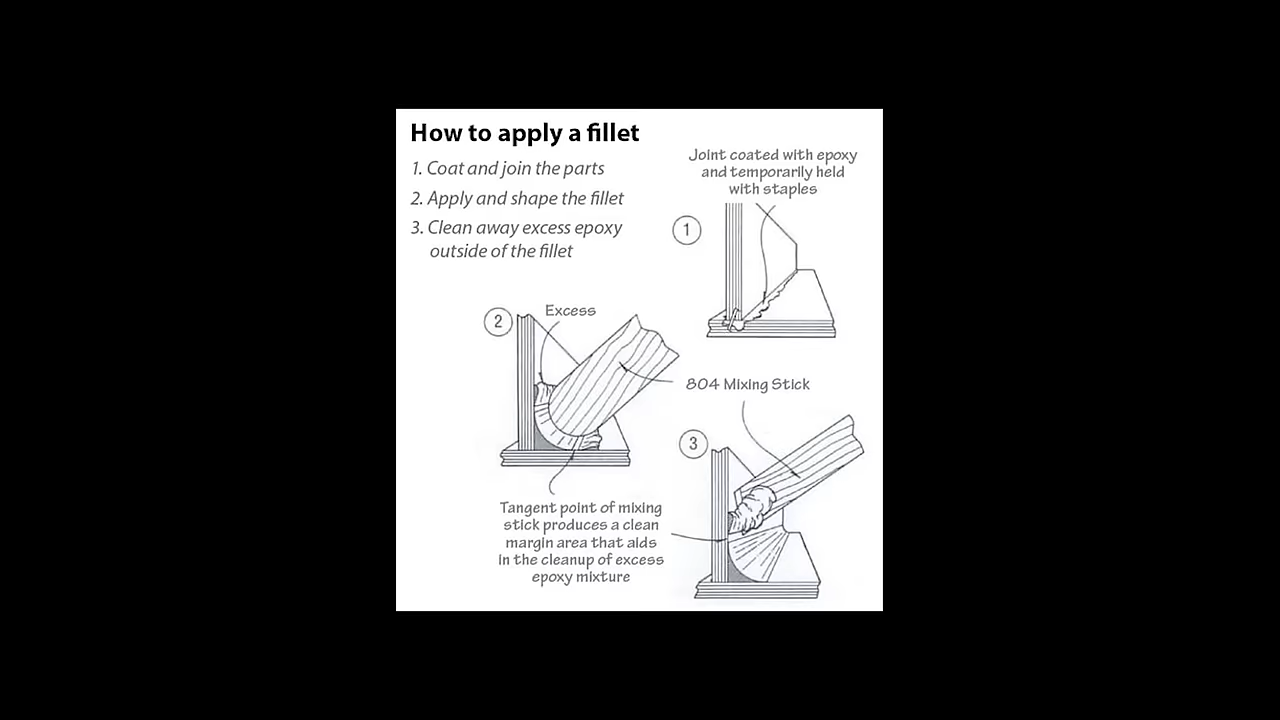 How to apply a fillet
1. Coat and join the parts
2. Apply and shape the fillet
3. Clean away excess epoxy
outside of the fillet
Joint coated with epoxy
and temporarily held
with staples
1
2
Excess
804 Mixing Stick
3
Tangent point of mixing
stick produces a clean
margin area that aids
in the cleanup of excess
epoxy mixture